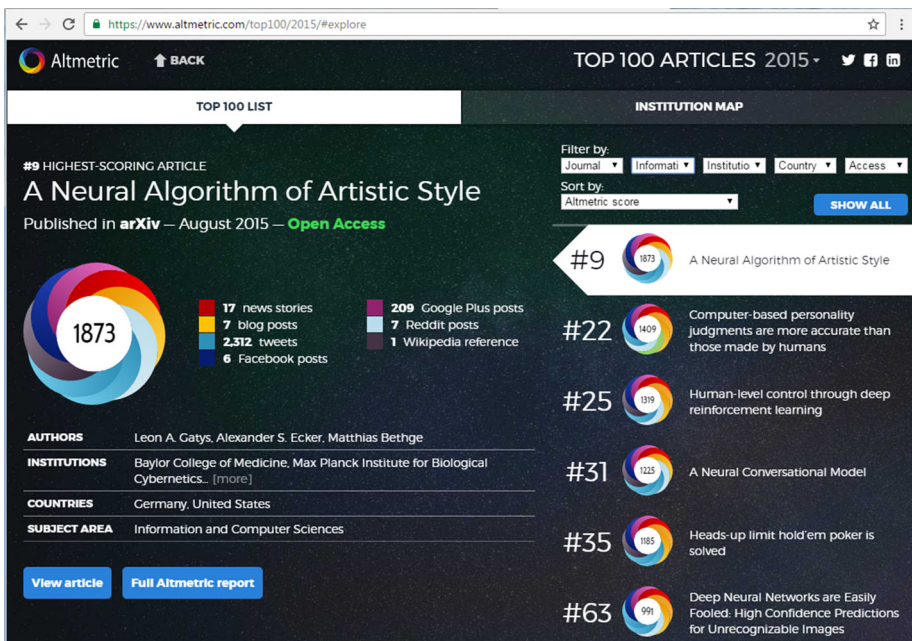 https://www.altmetric.com/top100/2015/#explore
Altmetric
BACK
TOP 100 ARTICLES 2015
TOP 100 LIST
INSTITUTION MAP
#9 HIGHEST-SCORING ARTICLE
A Neural Algorithm of Artistic Style
Published in arXiv — August 2015 — Open Access
1873
17 news stories
7 blog posts
2,312 tweets
6 Facebook posts
209 Google Plus posts
7 Reddit posts
1 Wikipedia reference
AUTHORS Leon A. Gatys, Alexander S. Ecker, Matthias Bethge
INSTITUTIONS Baylor College of Medicine, Max Planck Institute for Biological
Cybernetics... [more]
COUNTRIES Germany, United States
SUBJECT AREA Information and Computer Sciences
View article
Full Altmetric report
Filter by:
Journal Informati Institutio Country Access
Sort by:
Altmetric score
SHOW ALL
#9 1873 A Neural Algorithm of Artistic Style
#22 1409 Computer-based personality
judgments are more accurate than
those made by humans
#25 1319 Human-level control through deep
reinforcement learning
#31 1225 A Neural Conversational Model
#35 1185 Heads-up limit hold'em poker is
solved
#63 991 Deep Neural Networks are Easily
Fooled: High Confidence Predictions
for Unrecognizable Images